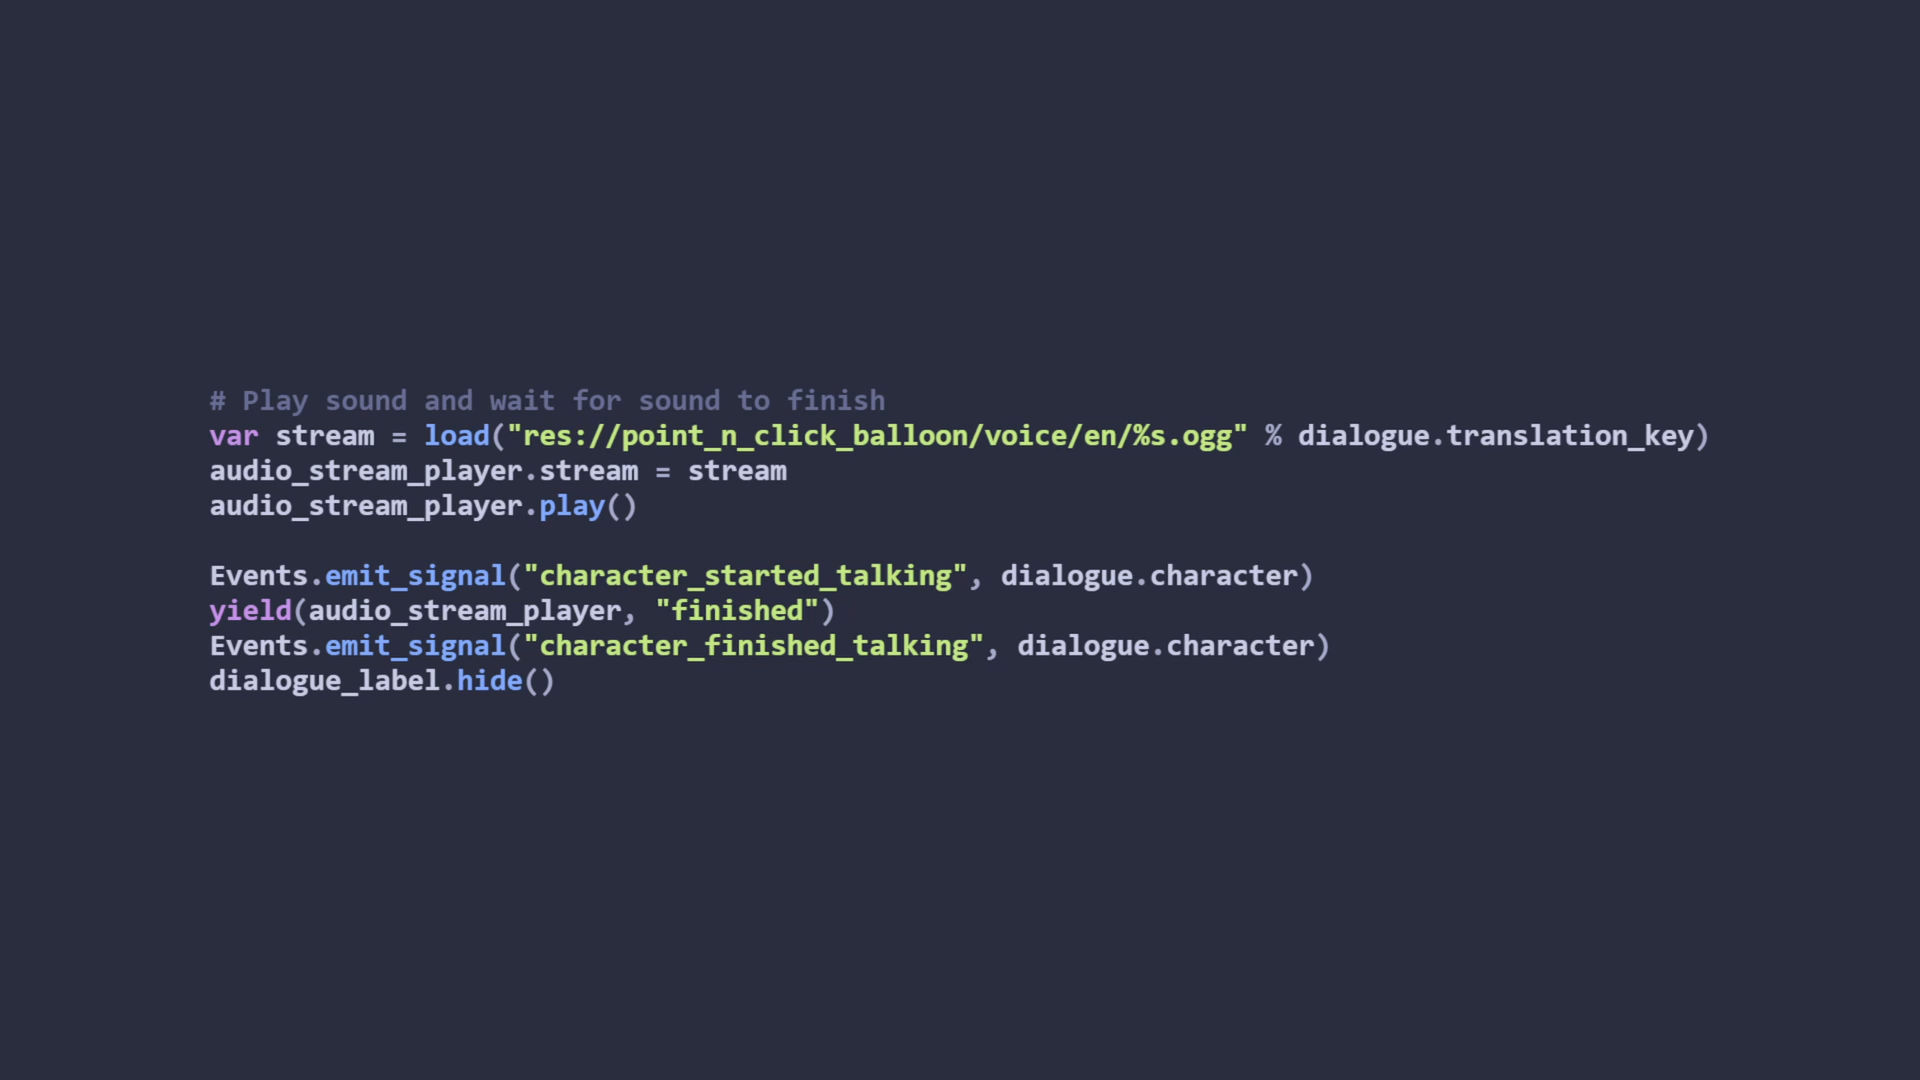 # Play sound and wait for sound to finish
var stream = load("res://point_n_click_balloon/voice/en/%s.ogg" % dialogue.translation_key)
audio_stream_player.stream = stream
audio_stream_player.play()
Events.emit_signal("character_started_talking", dialogue.character)
yield(audio_stream_player, "finished")
Events.emit_signal("character_finished_talking", dialogue.character)
dialogue_label.hide()